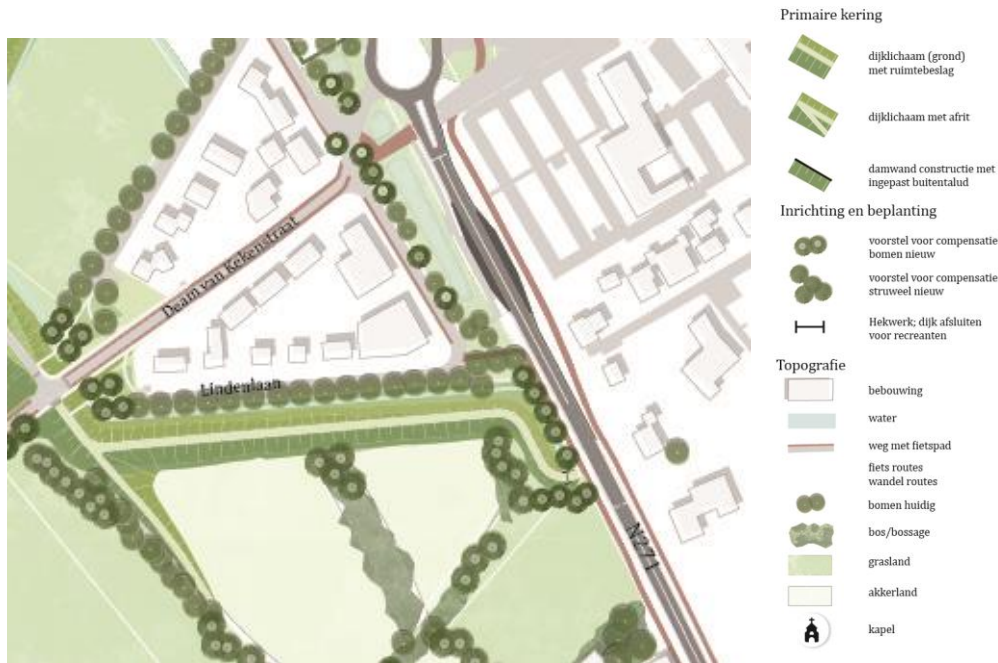 Deam van Kekenstraat
Lindenlaan
N271
Primaire kering
dijklichaam (grond)
met ruimtebeslag
dijklichaam met afrit
damwand constructie met
ingepast buitentalud
Inrichting en beplanting
voorstel voor compensatie
bomen nieuw
voorstel voor compensatie
struweel nieuw
Hekwerk; dijk afsluiten
voor recreanten
Topografie
bebouwing
water
weg met fietspad
fiets routes
wandel routes
bomen huidig
bos/bossage
grasland
akkerland
kapel